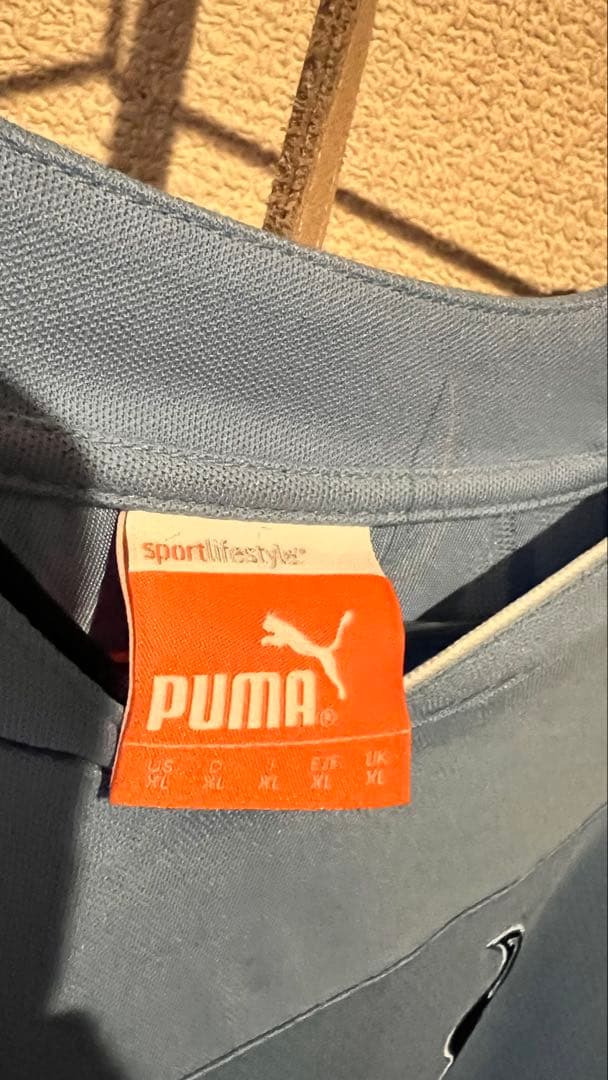 sportlifestyle®
PUMA®
US D I E/F UK
XL XL XL XL XL